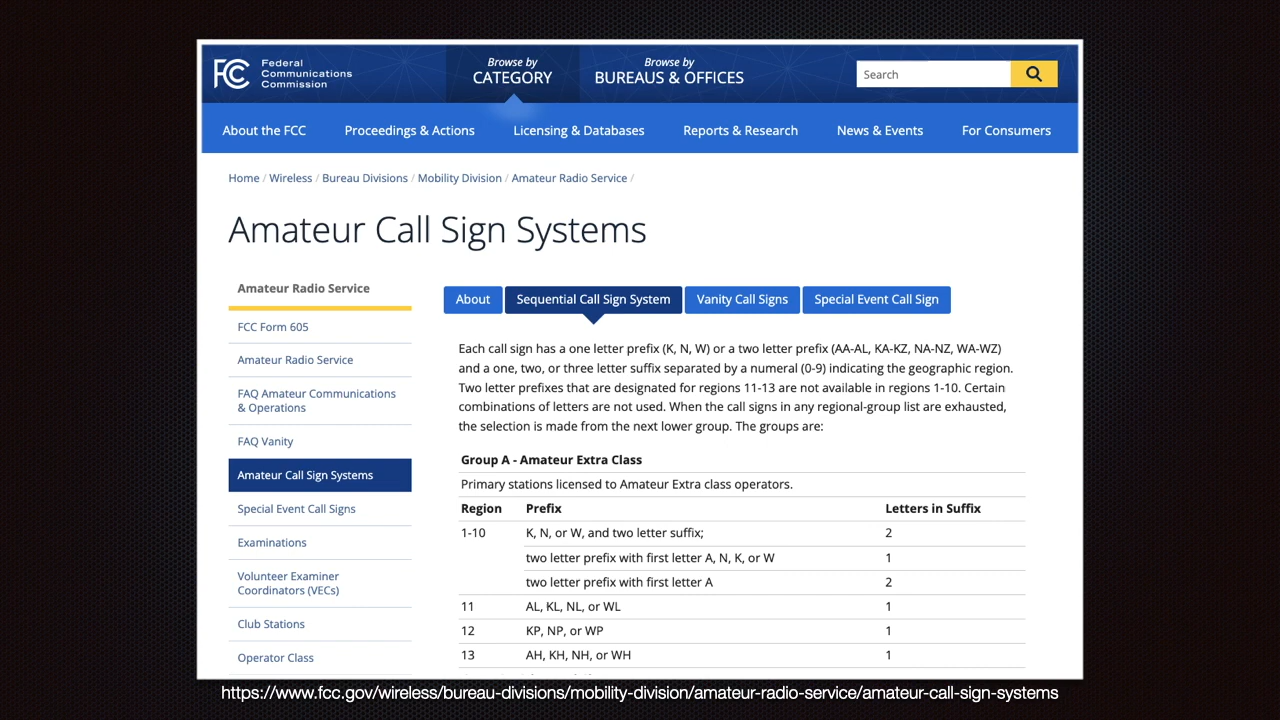 FCC
Federal
Communications
Commission
Browse by
CATEGORY
Browse by
BUREAUS & OFFICES
Search
About the FCC
Proceedings & Actions
Licensing & Databases
Reports & Research
News & Events
For Consumers
Home / Wireless / Bureau Divisions / Mobility Division / Amateur Radio Service /
Amateur Call Sign Systems
Amateur Radio Service
FCC Form 605
Amateur Radio Service
FAQ Amateur Communications
& Operations
FAQ Vanity
Amateur Call Sign Systems
Special Event Call Signs
Examinations
Volunteer Examiner
Coordinators (VECs)
Club Stations
Operator Class
About
Sequential Call Sign System
Vanity Call Signs
Special Event Call Sign
Each call sign has a one letter prefix (K, N, W) or a two letter prefix (AA-AL, KA-KZ, NA-NZ, WA-WZ)
and a one, two, or three letter suffix separated by a numeral (0-9) indicating the geographic region.
Two letter prefixes that are designated for regions 11-13 are not available in regions 1-10. Certain
combinations of letters are not used. When the call signs in any regional-group list are exhausted,
the selection is made from the next lower group. The groups are:
Group A - Amateur Extra Class
Primary stations licensed to Amateur Extra class operators.
Region Prefix Letters in Suffix
1-10 K, N, or W, and two letter suffix; 2
two letter prefix with first letter A, N, K, or W 1
two letter prefix with first letter A 2
11 AL, KL, NL, or WL 1
12 KP, NP, or WP 1
13 AH, KH, NH, or WH 1
https://www.fcc.gov/wireless/bureau-divisions/mobility-division/amateur-radio-service/amateur-call-sign-systems